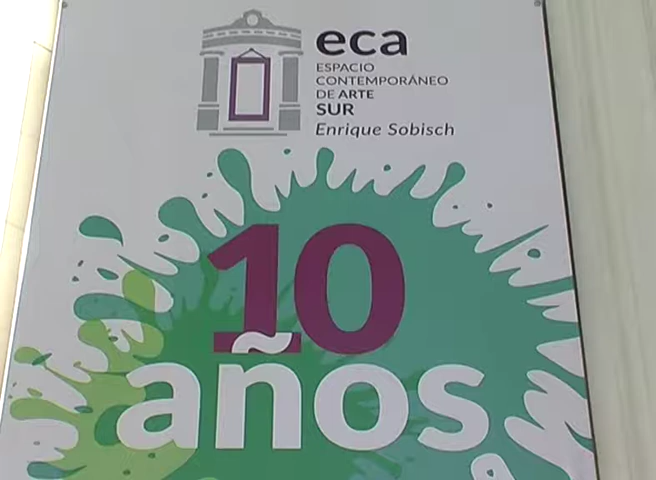 eca
ESPACIO
CONTEMPORÁNEO
DE ARTE
SUR
Enrique Sobisch
10
años